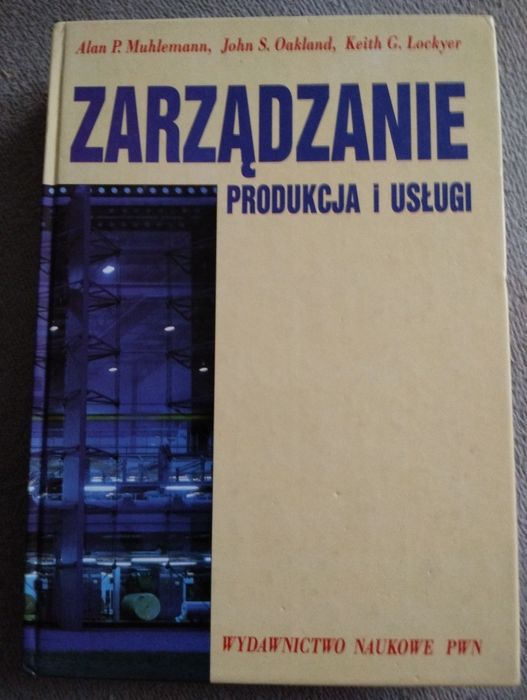 Alan P. Muhlemann, John S. Oakland, Keith G. Lockyer
ZARZĄDZANIE
PRODUKCJA i USŁUGI
WYDAWNICTWO NAUKOWE PWN